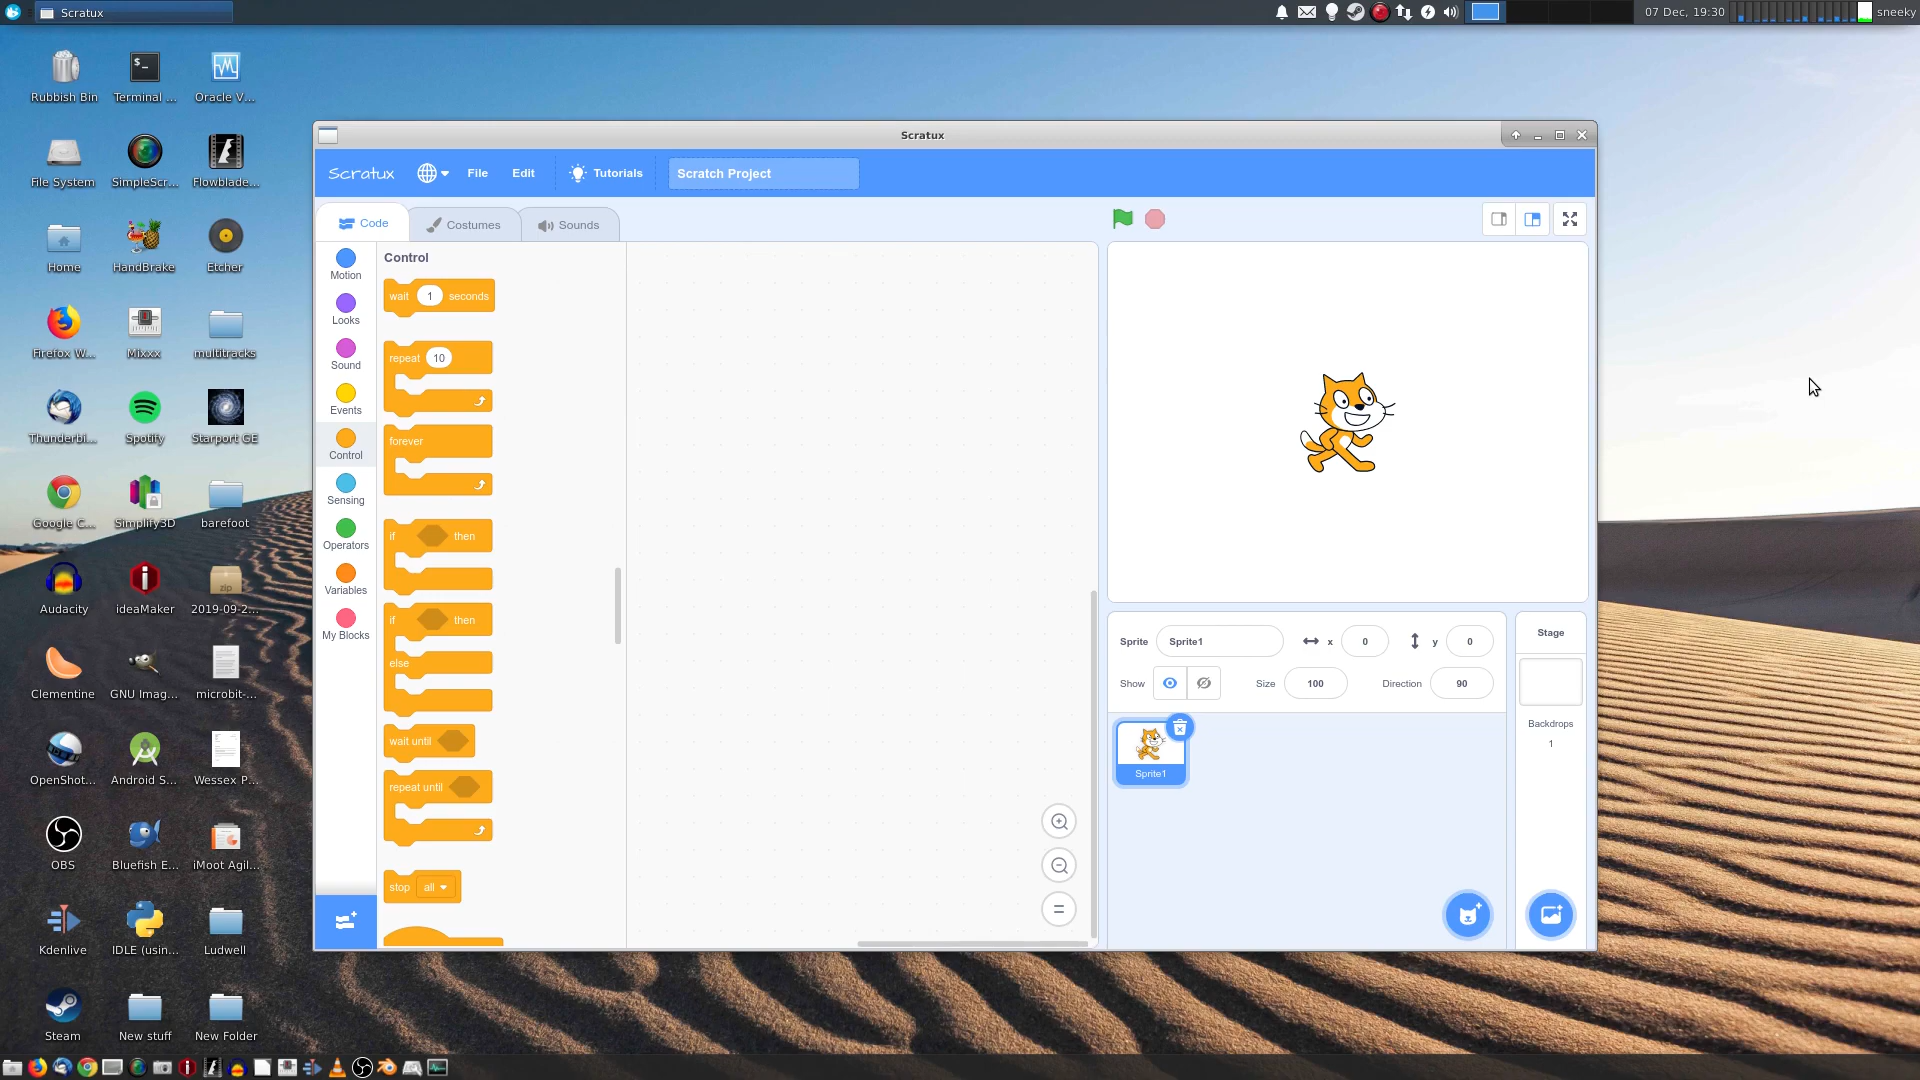 Scratux
07 Dec, 19:30
sneeky
Rubbish Bin
Terminal ...
Oracle V...
File System
SimpleScr...
Flowblade...
Home
HandBrake
Etcher
Firefox W...
Mixxx
multitracks
Thunderbi...
Spotify
Starport GE
Google C...
Simplify3D
barefoot
Audacity
ideaMaker
zip
2019-09-2...
Clementine
GNU Imag...
microbit-...
OpenShot...
Android S...
Wessex P...
OBS
Bluefish E...
iMoot Agil...
Kdenlive
IDLE (usin...
Ludwell
Steam
New stuff
New Folder
Scratux
Scratux
File
Edit
Tutorials
Scratch Project
Code
Costumes
Sounds
Motion
Looks
Sound
Events
Control
Sensing
Operators
Variables
My Blocks
Control
wait 1 seconds
repeat 10
forever
if then
if then
else
wait until
repeat until
stop all
Sprite
Sprite1
x
0
y
0
Show
Size
100
Direction
90
Sprite1
Stage
Backdrops
1